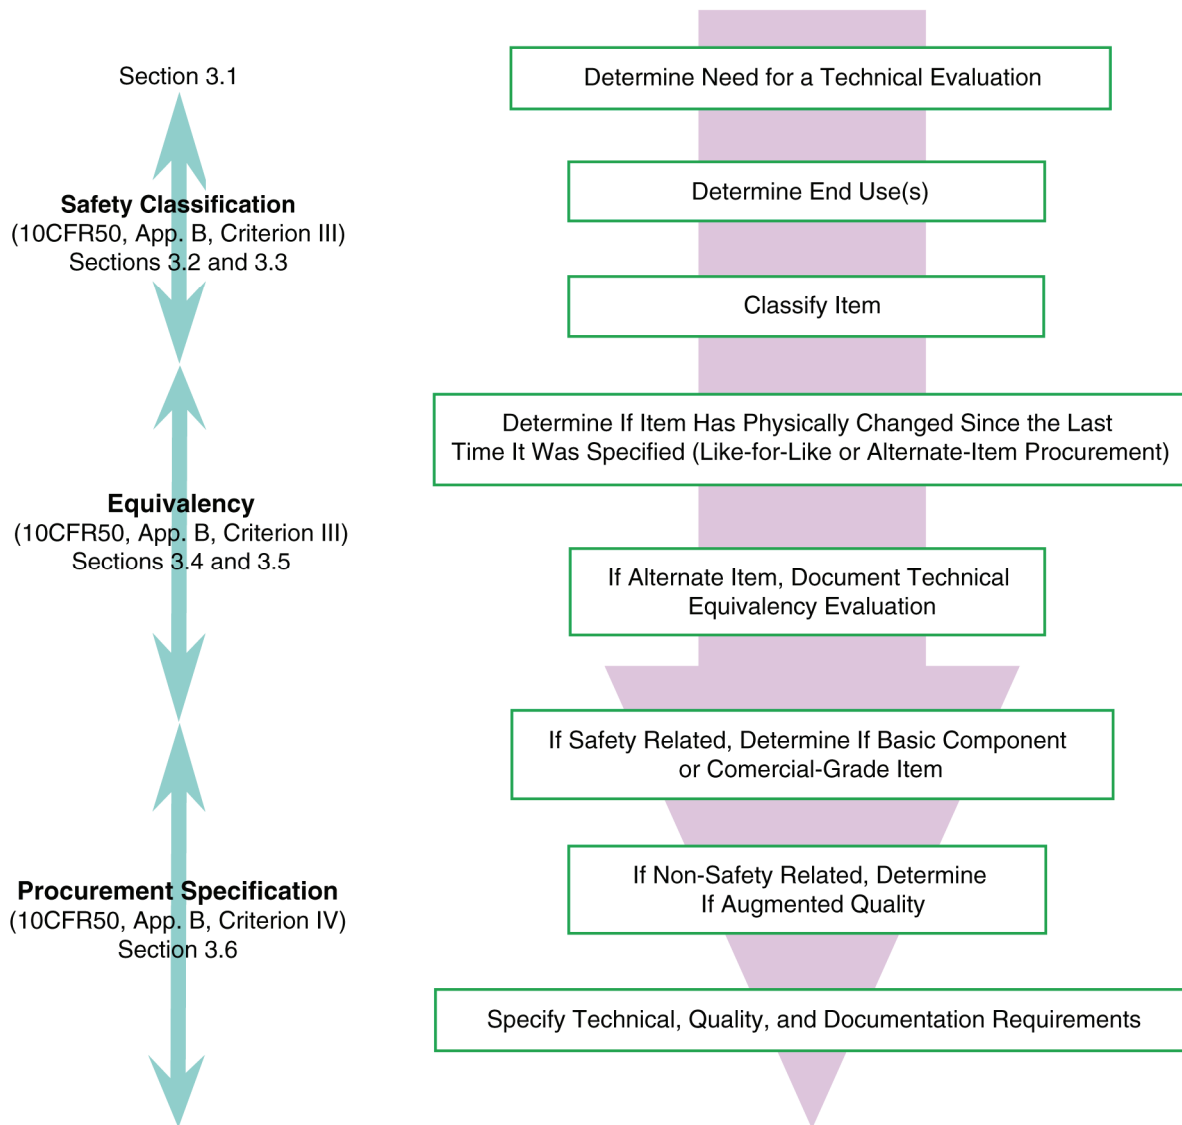 Section 3.1
Safety Classification
(10CFR50, App. B, Criterion III)
Sections 3.2 and 3.3
Equivalency
(10CFR50, App. B, Criterion III)
Sections 3.4 and 3.5
Procurement Specification
(10CFR50, App. B, Criterion IV)
Section 3.6
Determine Need for a Technical Evaluation
Determine End Use(s)
Classify Item
Determine If Item Has Physically Changed Since the Last
Time It Was Specified (Like-for-Like or Alternate-Item Procurement)
If Alternate Item, Document Technical
Equivalency Evaluation
If Safety Related, Determine If Basic Component
or Comercial-Grade Item
If Non-Safety Related, Determine
If Augmented Quality
Specify Technical, Quality, and Documentation Requirements